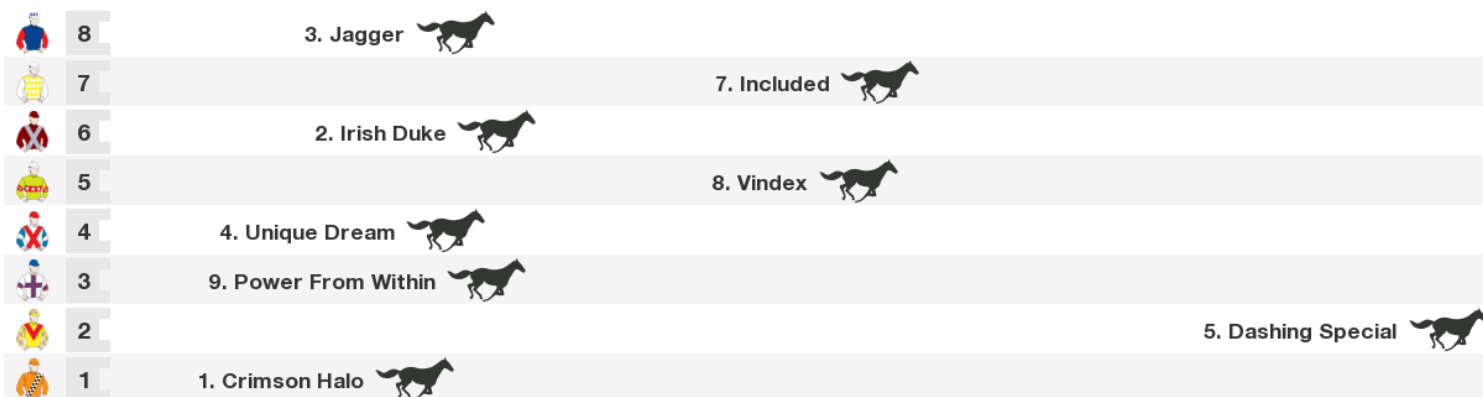 8 3. Jagger
7 7. Included
6 2. Irish Duke
5 8. Vindex
4 4. Unique Dream
3 9. Power From Within
2 5. Dashing Special
1 1. Crimson Halo